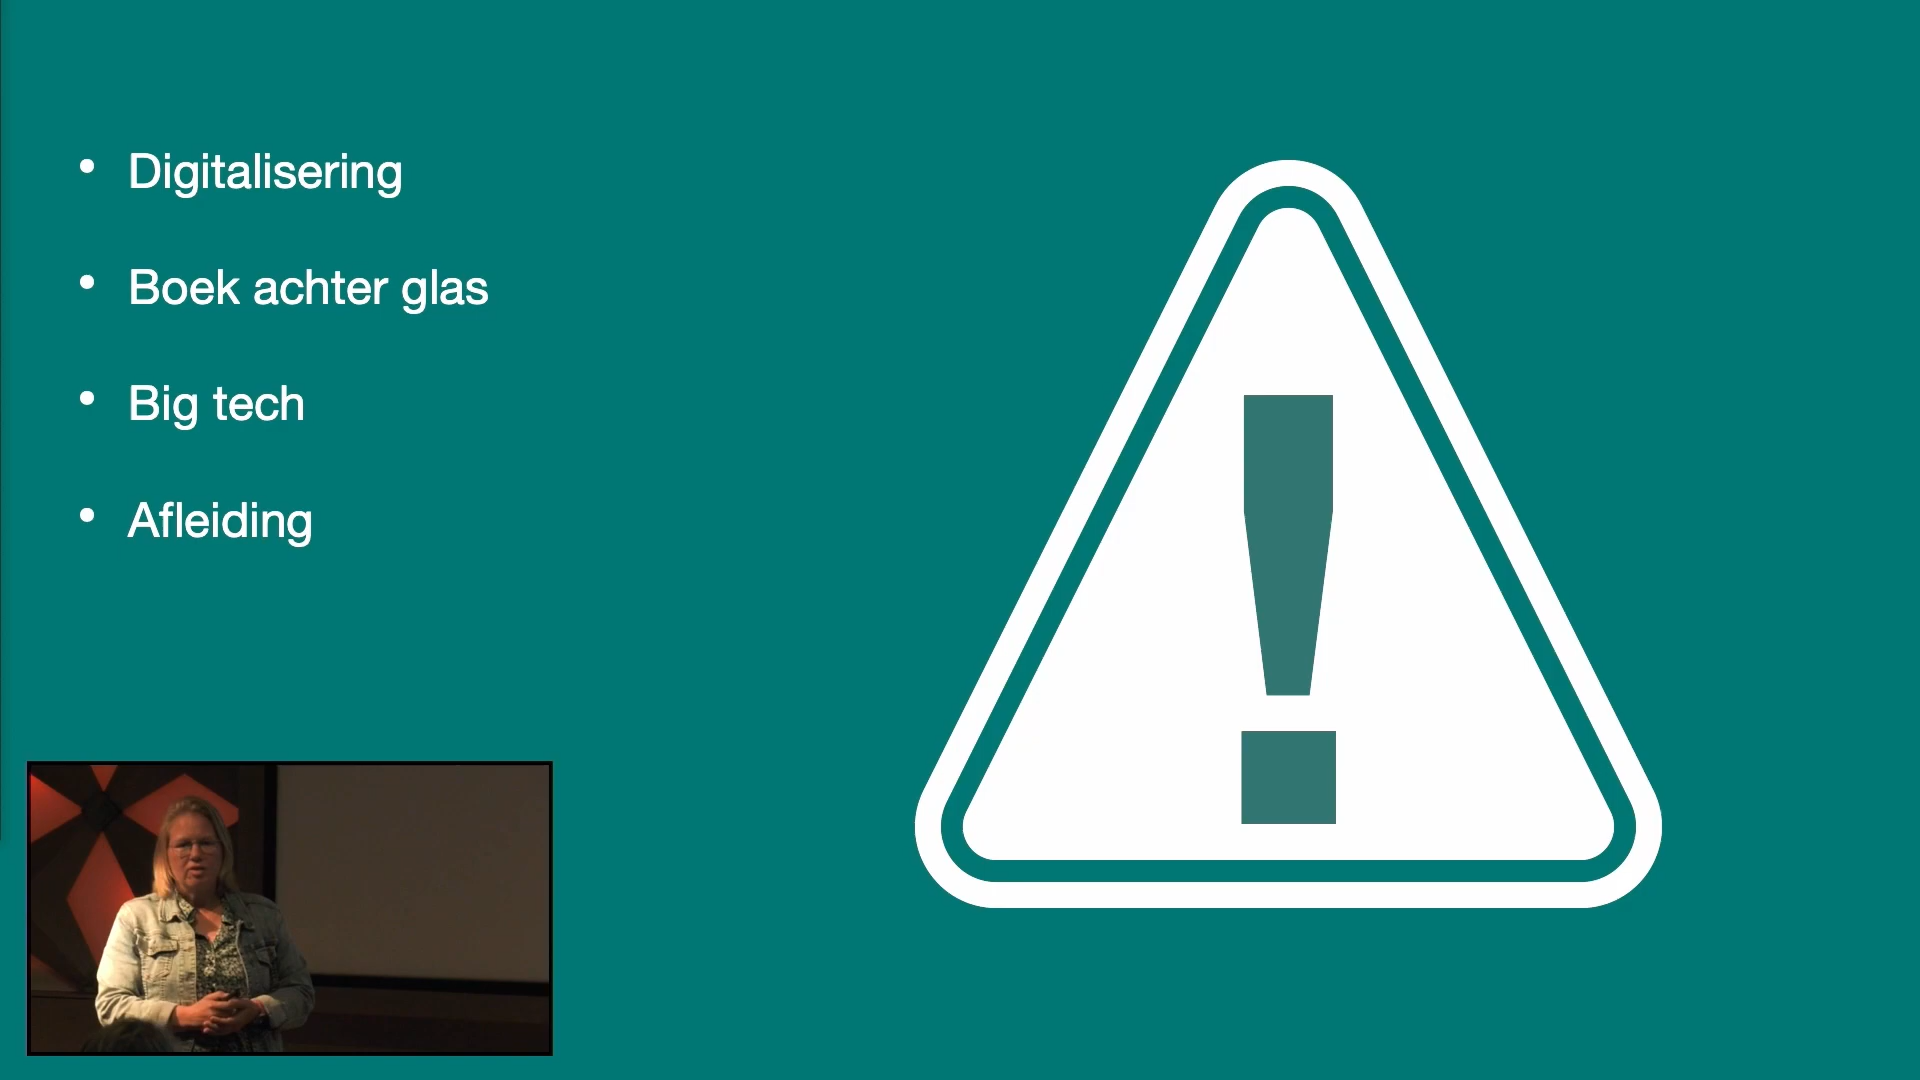 • Digitalisering
• Boek achter glas
• Big tech
• Afleiding
!